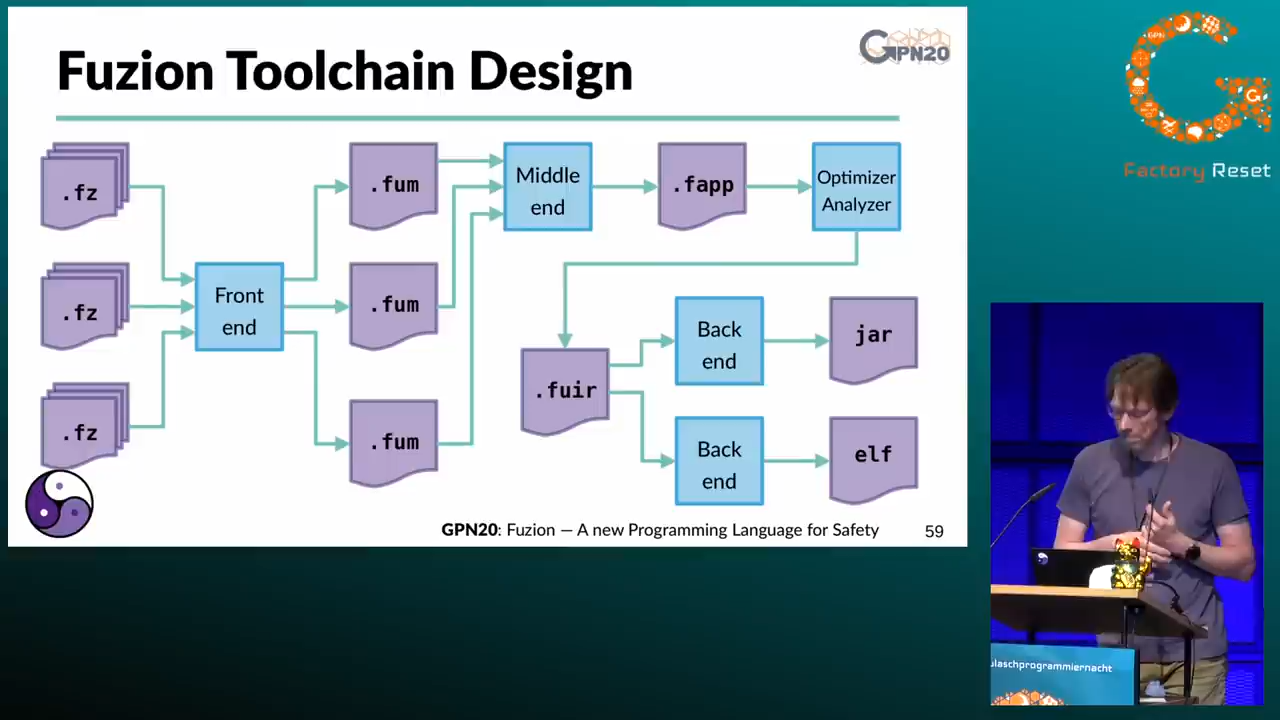 Fuzion Toolchain Design
GPN20
.fz
.fz
.fz
Front
end
.fum
.fum
.fum
Middle
end
.fapp
Optimizer
Analyzer
.fuir
Back
end
jar
Back
end
elf
GPN20: Fuzion — A new Programming Language for Safety
59
GPN
G
Factory Reset
ulaschprogrammiernacht